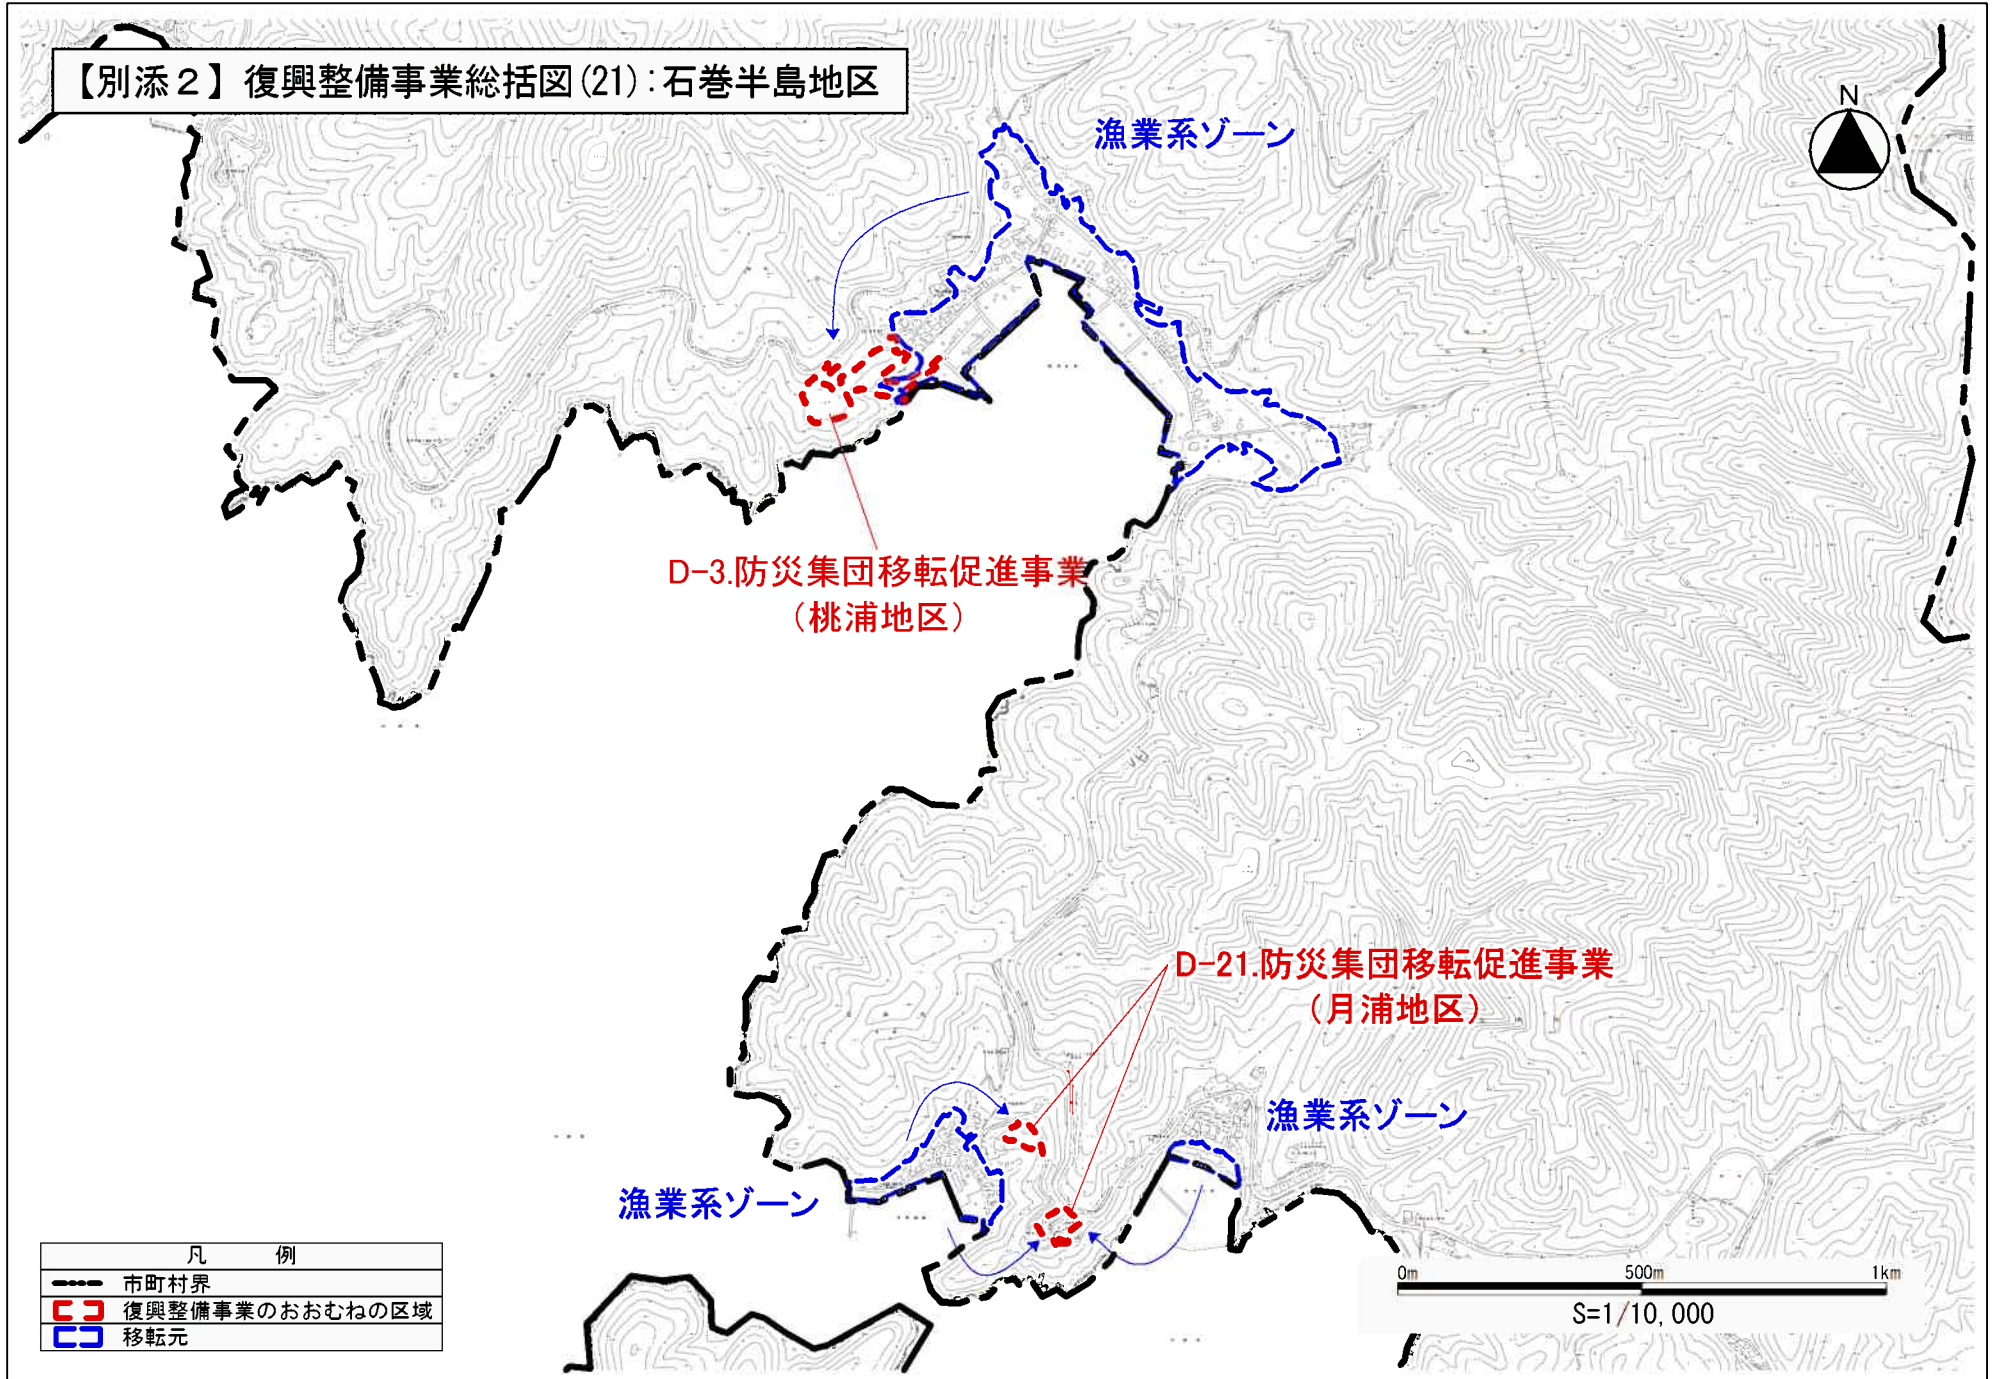 【別添２】復興整備事業総括図(21):石巻半島地区
N
漁業系ゾーン
D-3.防災集団移転促進事業
(桃浦地区)
D-21.防災集団移転促進事業
(月浦地区)
漁業系ゾーン
漁業系ゾーン
凡 例
市町村界
復興整備事業のおおむねの区域
移転元
0m 500m 1km
S=1/10,000